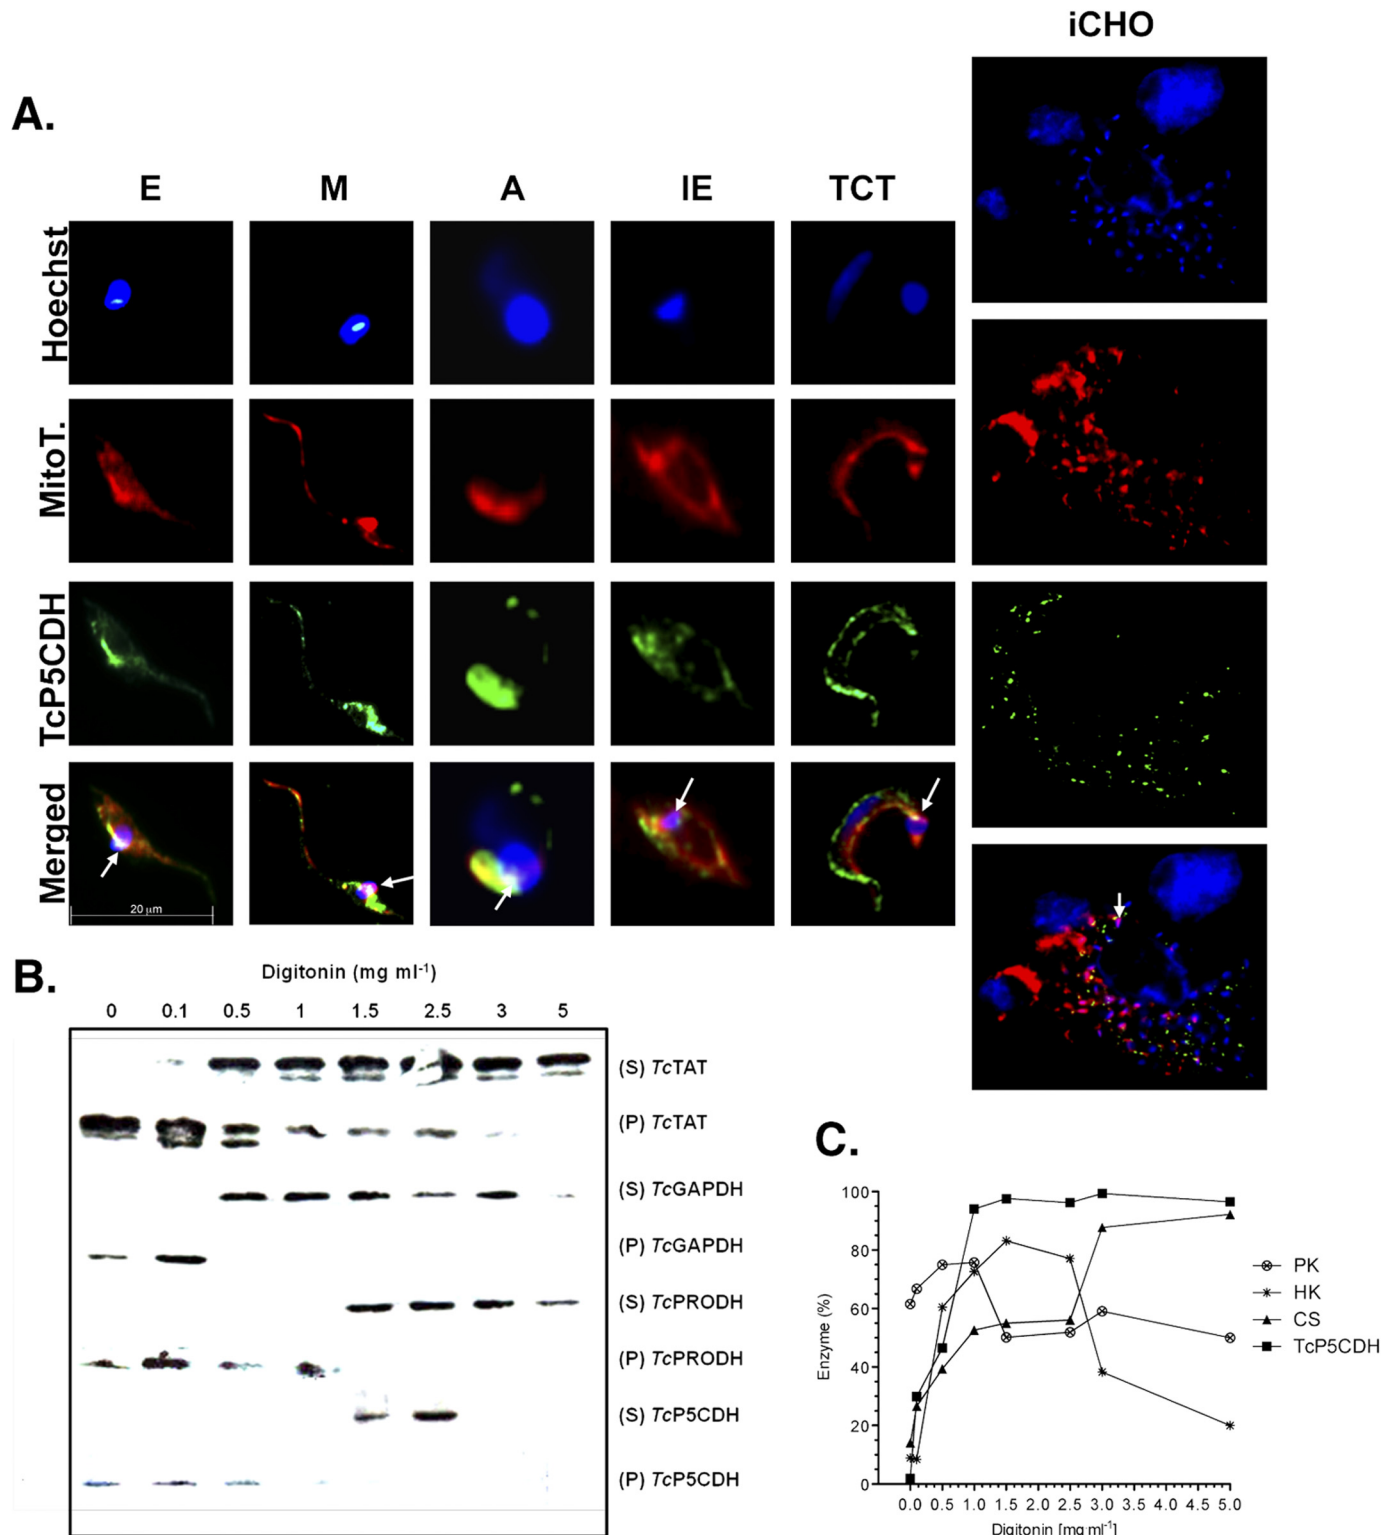 iCHO
A.
E M A IE TCT
Hoechst
MitoT.
TcP5CDH
Merged
20 µm
B.
Digitonin (mg ml-1)
0 0.1 0.5 1 1.5 2.5 3 5
(S) TcTAT
(P) TcTAT
(S) TcGAPDH
(P) TcGAPDH
(S) TcPRODH
(P) TcPRODH
(S) TcP5CDH
(P) TcP5CDH
C.
100
80
60
40
20
0
Enzyme (%)
0.0 0.5 1.0 1.5 2.0 2.5 3.0 3.5 4.0 4.5 5.0
Digitonin [mg ml-1]
PK
HK
CS
TcP5CDH